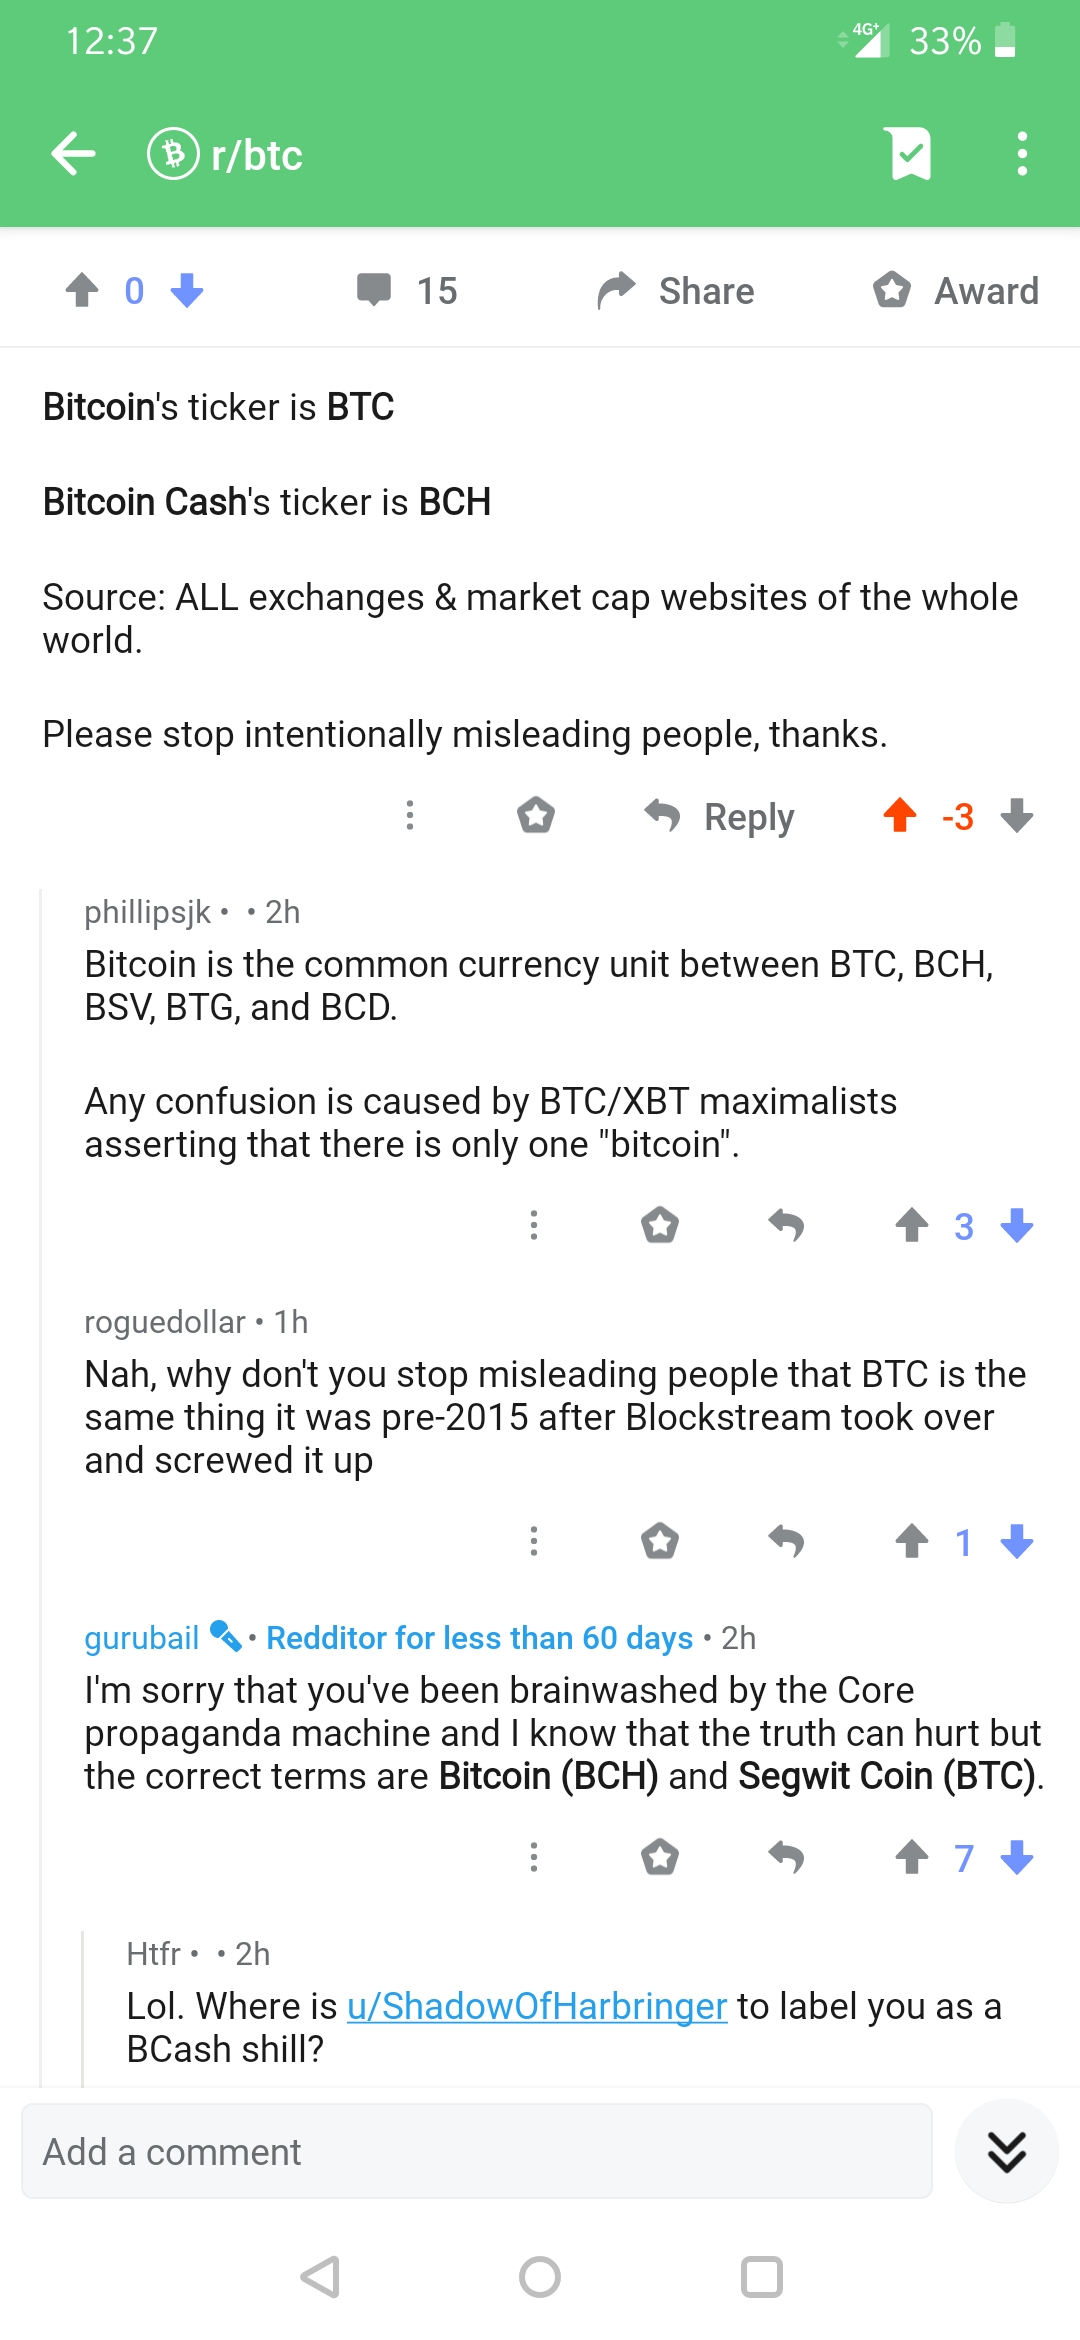 12:37
4G+ 33%
r/btc
0 15 Share Award
Bitcoin's ticker is BTC
Bitcoin Cash's ticker is BCH
Source: ALL exchanges & market cap websites of the whole
world.
Please stop intentionally misleading people, thanks.
Reply -3
phillipsjk • • 2h
Bitcoin is the common currency unit between BTC, BCH,
BSV, BTG, and BCD.
Any confusion is caused by BTC/XBT maximalists
asserting that there is only one "bitcoin".
3
roguedollar • 1h
Nah, why don't you stop misleading people that BTC is the
same thing it was pre-2015 after Blockstream took over
and screwed it up
1
gurubail • Redditor for less than 60 days • 2h
I'm sorry that you've been brainwashed by the Core
propaganda machine and I know that the truth can hurt but
the correct terms are Bitcoin (BCH) and Segwit Coin (BTC).
7
Htfr • • 2h
Lol. Where is u/ShadowOfHarbringer to label you as a
BCash shill?
Add a comment